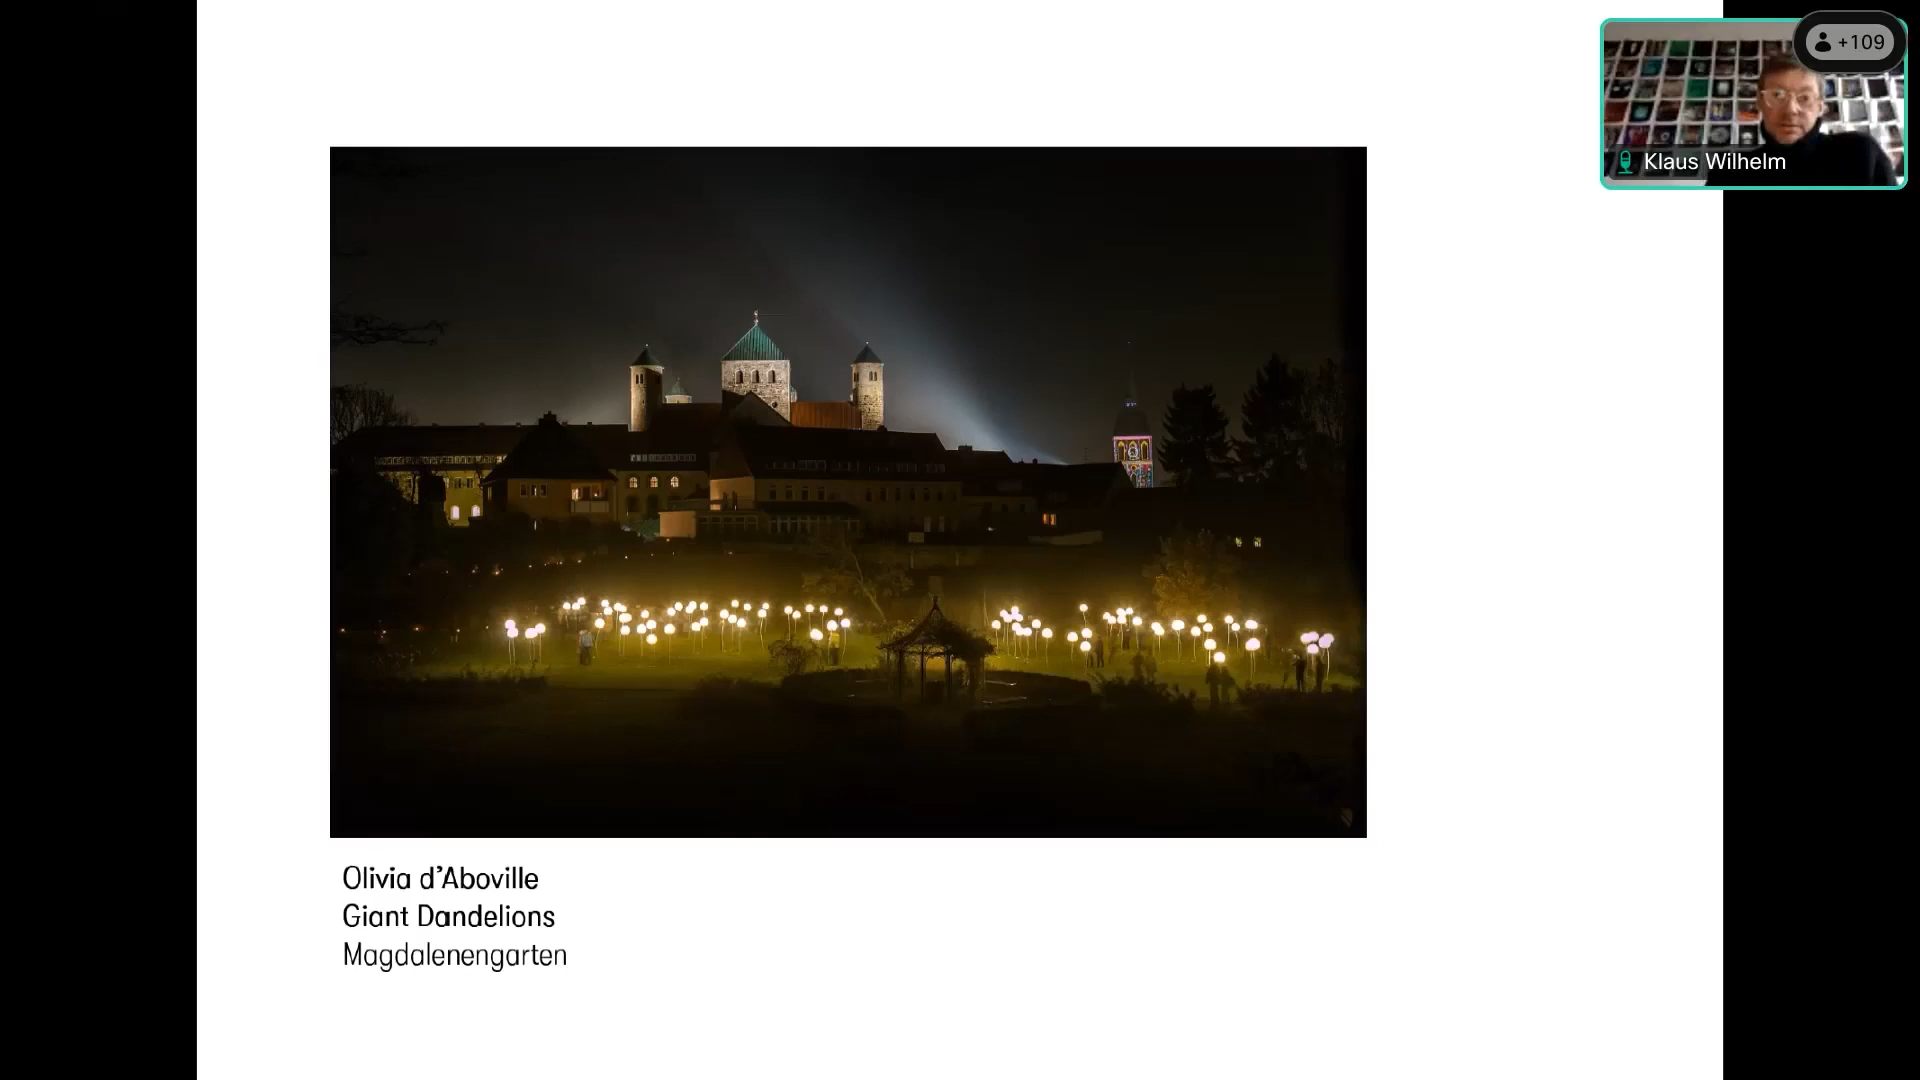 +109
Klaus Wilhelm
Olivia d’Aboville
Giant Dandelions
Magdalenengarten